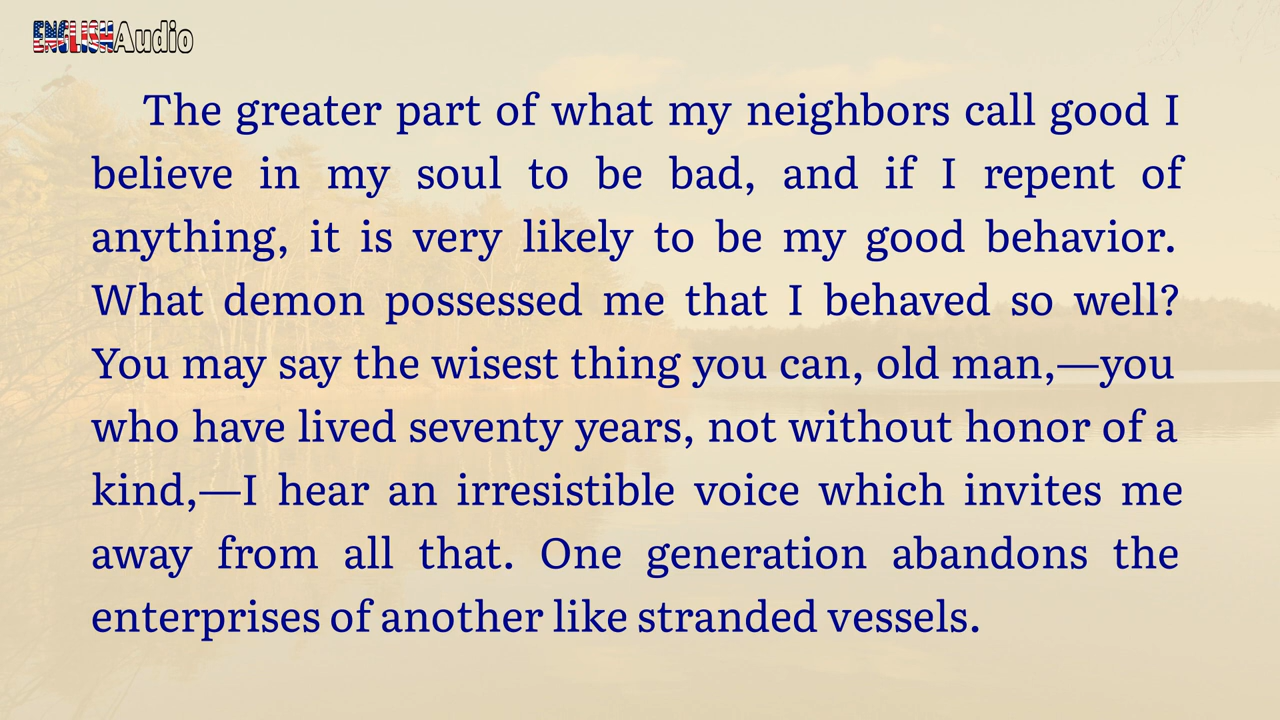 ENGLISHAudio
The greater part of what my neighbors call good I
believe in my soul to be bad, and if I repent of
anything, it is very likely to be my good behavior.
What demon possessed me that I behaved so well?
You may say the wisest thing you can, old man,—you
who have lived seventy years, not without honor of a
kind,—I hear an irresistible voice which invites me
away from all that. One generation abandons the
enterprises of another like stranded vessels.